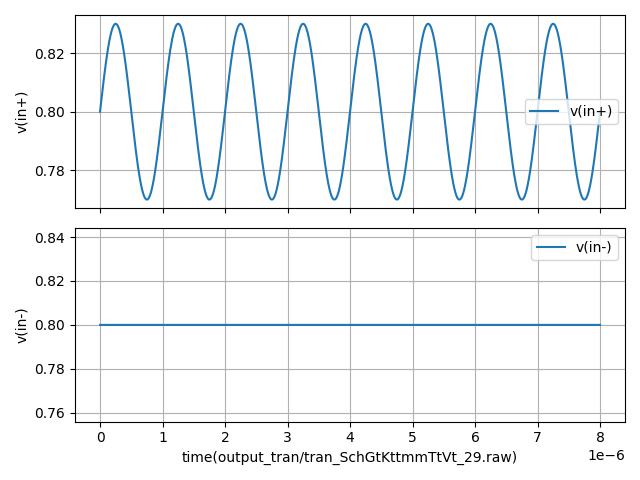 0.82
0.80
0.78
v(in+)
v(in+)
0.84
0.82
0.80
0.78
0.76
v(in-)
v(in-)
0 1 2 3 4 5 6 7 8
1e−6
time(output_tran/tran_SchGtKttmmTtVt_29.raw)